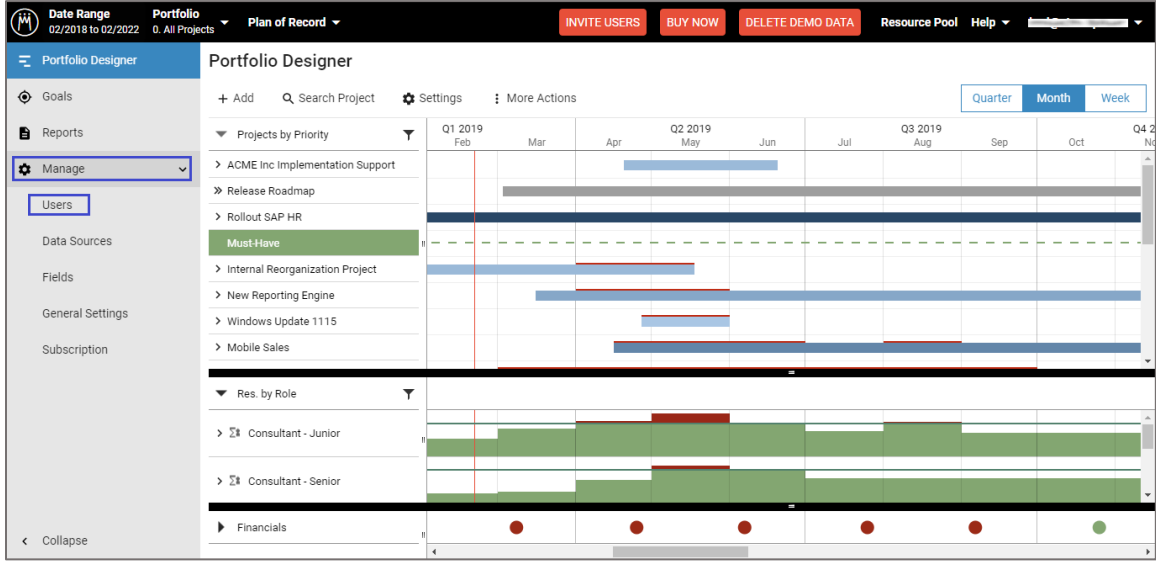 Date Range
02/2018 to 02/2022
Portfolio
0. All Projects
Plan of Record
INVITE USERS
BUY NOW
DELETE DEMO DATA
Resource Pool
Help
Portfolio Designer
Goals
Reports
Manage
Users
Data Sources
Fields
General Settings
Subscription
Collapse
Portfolio Designer
+ Add
Search Project
Settings
More Actions
Quarter
Month
Week
Projects by Priority
Q1 2019
Q2 2019
Q3 2019
Q4 2
Feb
Mar
Apr
May
Jun
Jul
Aug
Sep
Oct
No
ACME Inc Implementation Support
Release Roadmap
Rollout SAP HR
Must-Have
Internal Reorganization Project
New Reporting Engine
Windows Update 1115
Mobile Sales
Res. by Role
Consultant - Junior
Consultant - Senior
Financials